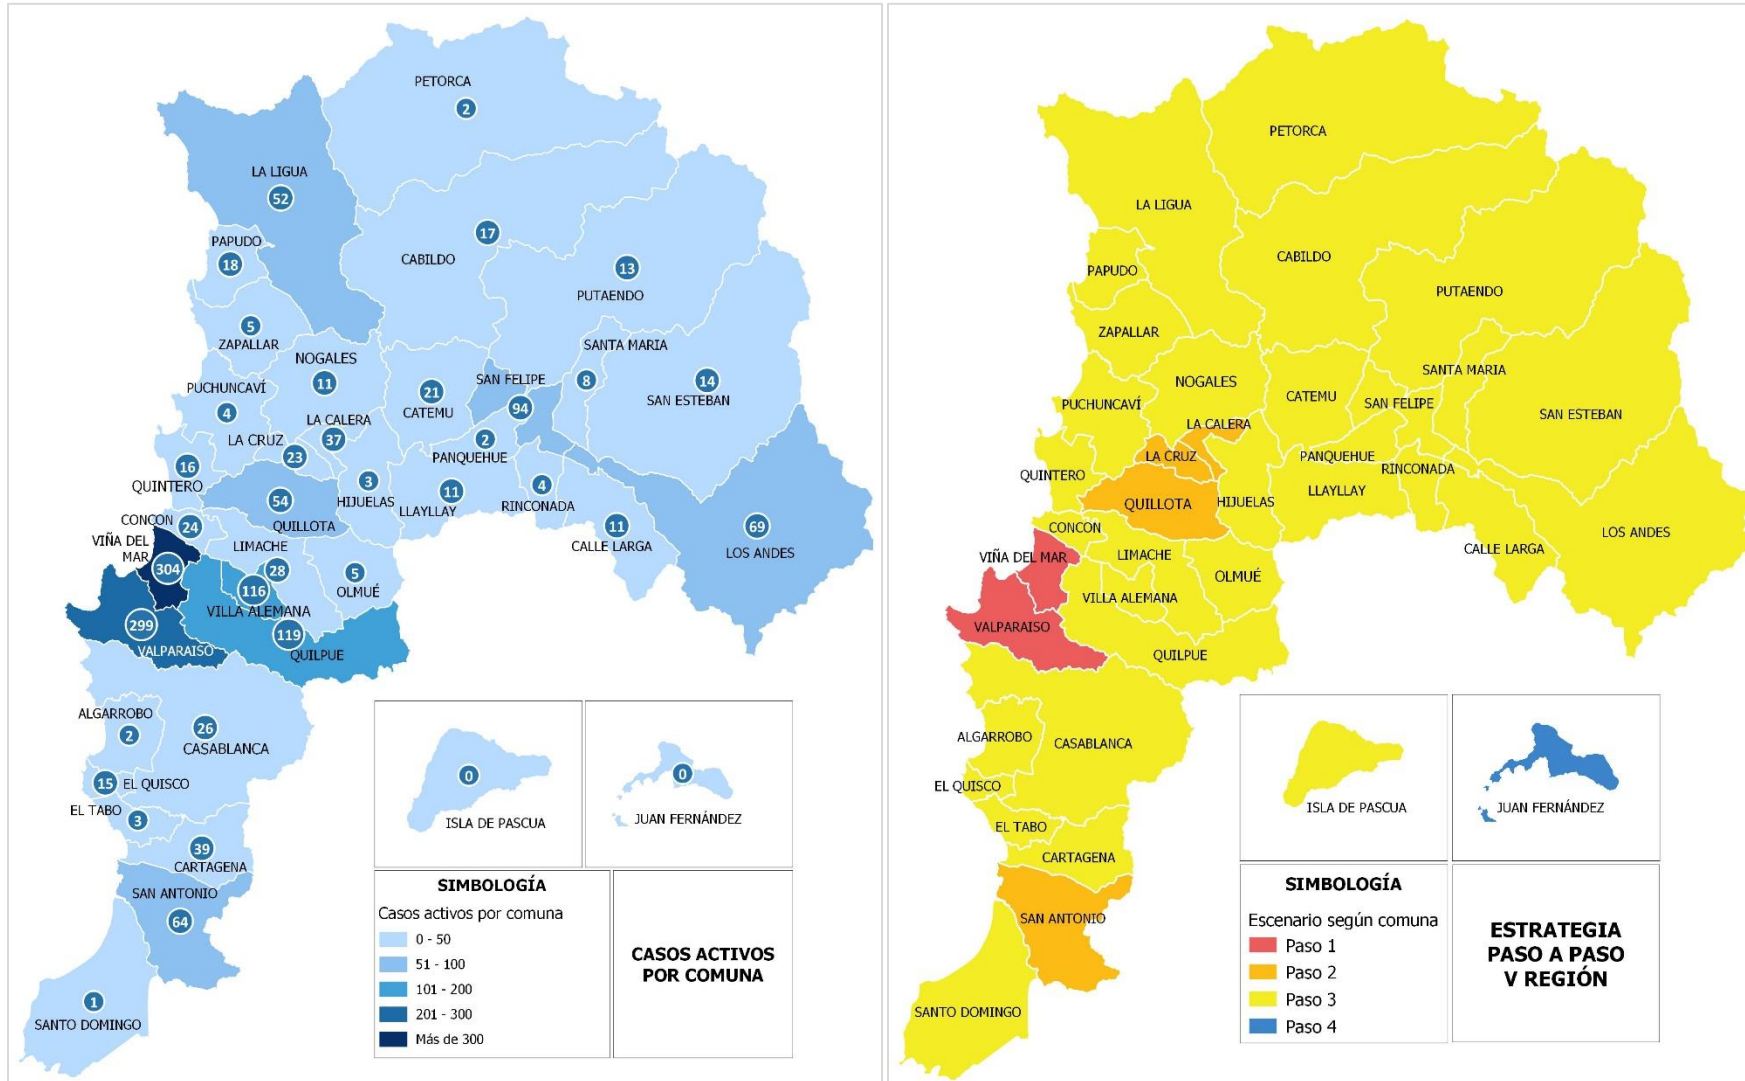 PETORCA
2
LA LIGUA
52
PAPUDO
18
17
CABILDO
13
PUTAENDO
5
ZAPALLAR
NOGALES
11
SANTA MARIA
8
14
SAN ESTEBAN
SAN FELIPE
94
21
CATEMU
PUCHUNCAVÍ
4
LA CALERA
37
LA CRUZ
23
2
PANQUEHUE
16
QUINTERO
54
QUILLOTA
3
HIJUELAS
11
LLAYLLAY
4
RINCONADA
11
CALLE LARGA
69
LOS ANDES
CONCON
24
VIÑA DEL
MAR
304
LIMACHE
28
5
OLMUÉ
116
VILLA ALEMANA
119
QUILPUE
299
VALPARAISO
ALGARROBO
2
26
CASABLANCA
15
EL QUISCO
EL TABO
3
39
CARTAGENA
SAN ANTONIO
64
1
SANTO DOMINGO
0
ISLA DE PASCUA
0
JUAN FERNÁNDEZ
SIMBOLOGÍA
Casos activos por comuna
0 - 50
51 - 100
101 - 200
201 - 300
Más de 300
CASOS ACTIVOS
POR COMUNA
PETORCA
LA LIGUA
CABILDO
PAPUDO
PUTAENDO
ZAPALLAR
SANTA MARIA
NOGALES
CATEMU
SAN FELIPE
PUCHUNCAVÍ
SAN ESTEBAN
LA CALERA
LA CRUZ
PANQUEHUE
RINCONADA
QUINTERO
LLAYLLAY
QUILLOTA
HIJUELAS
CONCON
LOS ANDES
VIÑA DEL MAR
LIMACHE
CALLE LARGA
OLMUÉ
VILLA ALEMANA
VALPARAISO
QUILPUE
ALGARROBO
CASABLANCA
EL QUISCO
EL TABO
CARTAGENA
SAN ANTONIO
SANTO DOMINGO
ISLA DE PASCUA
JUAN FERNÁNDEZ
SIMBOLOGÍA
Escenario según comuna
Paso 1
Paso 2
Paso 3
Paso 4
ESTRATEGIA
PASO A PASO
V REGIÓN